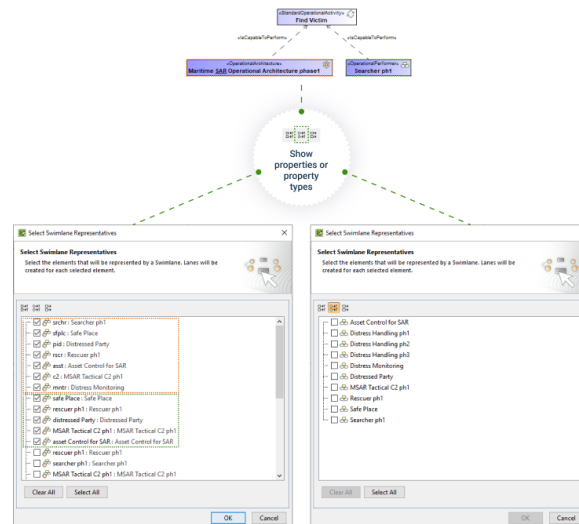 «StandardOperationalActivity»
Find Victim
«IsCapableToPerform»
«IsCapableToPerform»
«OperationalArchitecture»
Maritime SAR Operational Architecture phase1
«OperationalPerformer»
Searcher ph1
Show
properties or
property
types
Select Swimlane Representatives
Select Swimlane Representatives
Select the elements that will be represented by a Swimlane. Lanes will be
created for each selected element.
srchr : Searcher ph1
sfplc : Safe Place
pid : Distressed Party
rscr : Rescuer ph1
asst : Asset Control for SAR
c2 : MSAR Tactical C2 ph1
mntr : Distress Monitoring
safe Place : Safe Place
rescuer ph1 : Rescuer ph1
distressed Party : Distressed Party
MSAR Tactical C2 ph1 : MSAR Tactical C2 ph1
asset Control for SAR : Asset Control for SAR
rescuer ph1 : Rescuer ph1
searcher ph1 : Searcher ph1
MSAR Tactical C2 ph1 : MSAR Tactical C2 ph1
Clear All
Select All
OK
Cancel
Select Swimlane Representatives
Select Swimlane Representatives
Select the elements that will be represented by a Swimlane. Lanes will be
created for each selected element.
Asset Control for SAR
Distress Handling ph1
Distress Handling ph2
Distress Handling ph3
Distress Monitoring
Distressed Party
MSAR Tactical C2 ph1
Rescuer ph1
Safe Place
Searcher ph1
Clear All
Select All
OK
Cancel